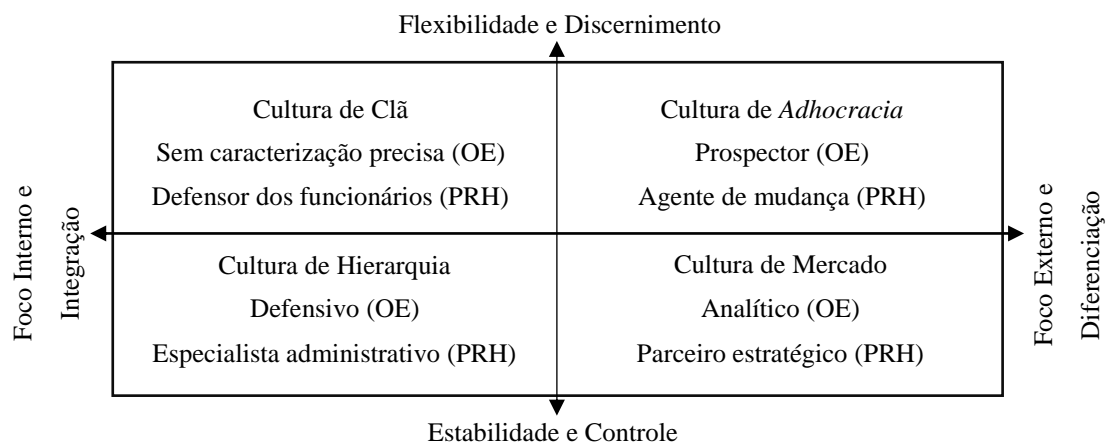 Flexibilidade e Discernimento
Cultura de Clã
Sem caracterização precisa (OE)
Defensor dos funcionários (PRH)
Cultura de Adhocracia
Prospector (OE)
Agente de mudança (PRH)
Foco Interno e
Integração
Cultura de Hierarquia
Defensivo (OE)
Especialista administrativo (PRH)
Cultura de Mercado
Analítico (OE)
Parceiro estratégico (PRH)
Foco Externo e
Diferenciação
Estabilidade e Controle